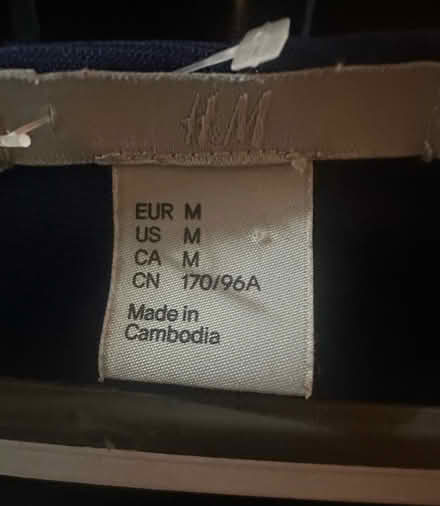 H&M
EUR M
US M
CA M
CN 170/96A
Made in
Cambodia